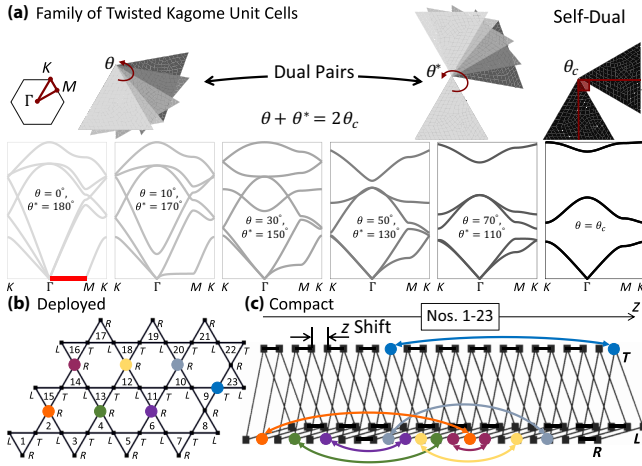 (a) Family of Twisted Kagome Unit Cells
Self-Dual
K
M
Γ
θ
Dual Pairs
θ*
θc
θ + θ* = 2θc
θ = 0°,
θ* = 180°
θ = 10°,
θ* = 170°
θ = 30°,
θ* = 150°
θ = 50°,
θ* = 130°
θ = 70°,
θ* = 110°
θ = θc
K Γ M K
K Γ M K
K Γ M K
K Γ M K
K Γ M K
K Γ M K
(b) Deployed
R R R
17 19 21
L 16 T L 18 T L 20 T L 22 T
R R R
14 12 10 23
L 15 T L 13 T L 11 T 9 T
R R R R
2 4 6 8
1 3 5 7
L T L T L T L T
(c) Compact
Nos. 1-23
z
z Shift
T
L
R